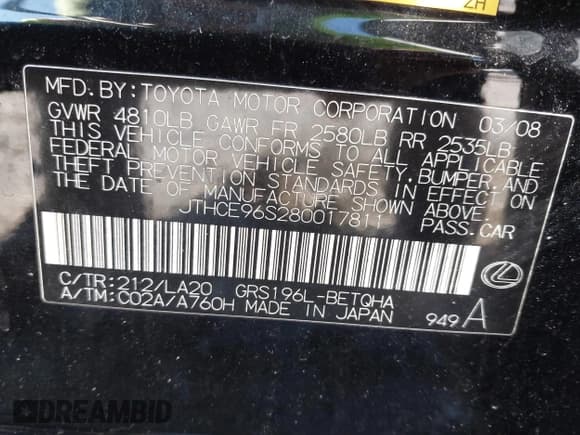 2H
MFD. BY: TOYOTA MOTOR CORPORATION 03/08
GVWR 4810LB GAWR FR 2580LB RR 2535LB
THIS VEHICLE CONFORMS TO ALL APPLICABLE
FEDERAL MOTOR VEHICLE SAFETY, BUMPER, AND
THEFT PREVENTION STANDARDS IN EFFECT ON
THE DATE OF MANUFACTURE SHOWN ABOVE.
JTHCE96S280017811 PASS.CAR
C/TR: 212/LA20 GRS196L-BETQHA
A/TM: C02A/A760H MADE IN JAPAN 949 A
DREAMBID